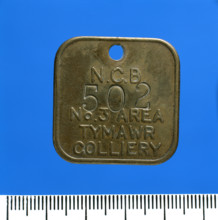 N.C.B.
502
No.3 AREA
TYMAWR
COLLIERY